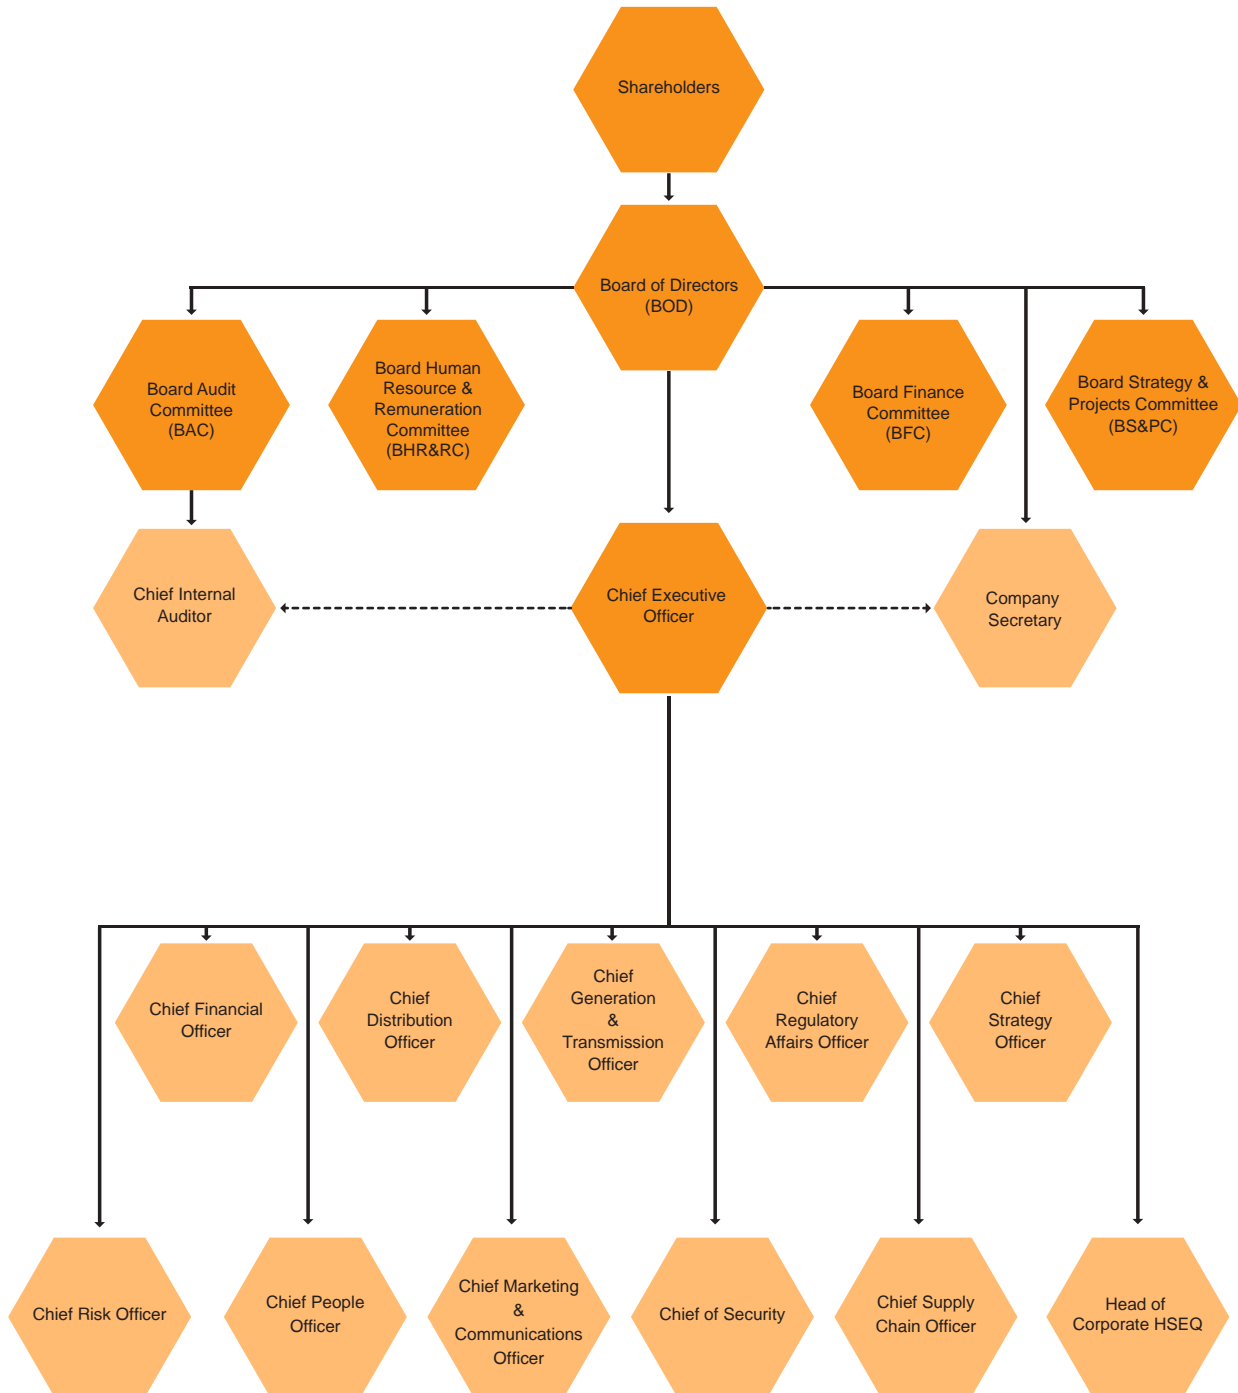 Shareholders
Board of Directors
(BOD)
Board Audit
Committee
(BAC)
Board Human
Resource &
Remuneration
Committee
(BHR&RC)
Board Finance
Committee
(BFC)
Board Strategy &
Projects Committee
(BS&PC)
Chief Internal
Auditor
Chief Executive
Officer
Company
Secretary
Chief Financial
Officer
Chief
Distribution
Officer
Chief
Generation
&
Transmission
Officer
Chief
Regulatory
Affairs Officer
Chief
Strategy
Officer
Chief Risk Officer
Chief People
Officer
Chief Marketing
&
Communications
Officer
Chief of Security
Chief Supply
Chain Officer
Head of
Corporate HSEQ